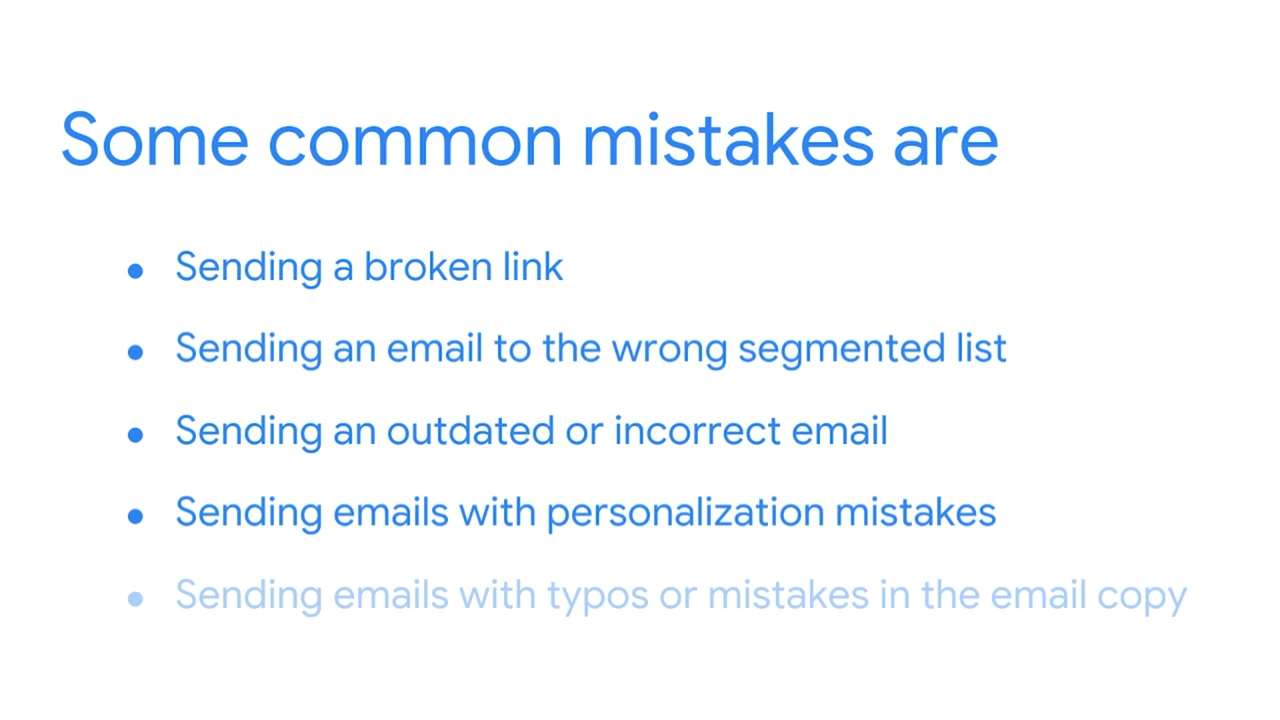 Some common mistakes are
• Sending a broken link
• Sending an email to the wrong segmented list
• Sending an outdated or incorrect email
• Sending emails with personalization mistakes
• Sending emails with typos or mistakes in the email copy